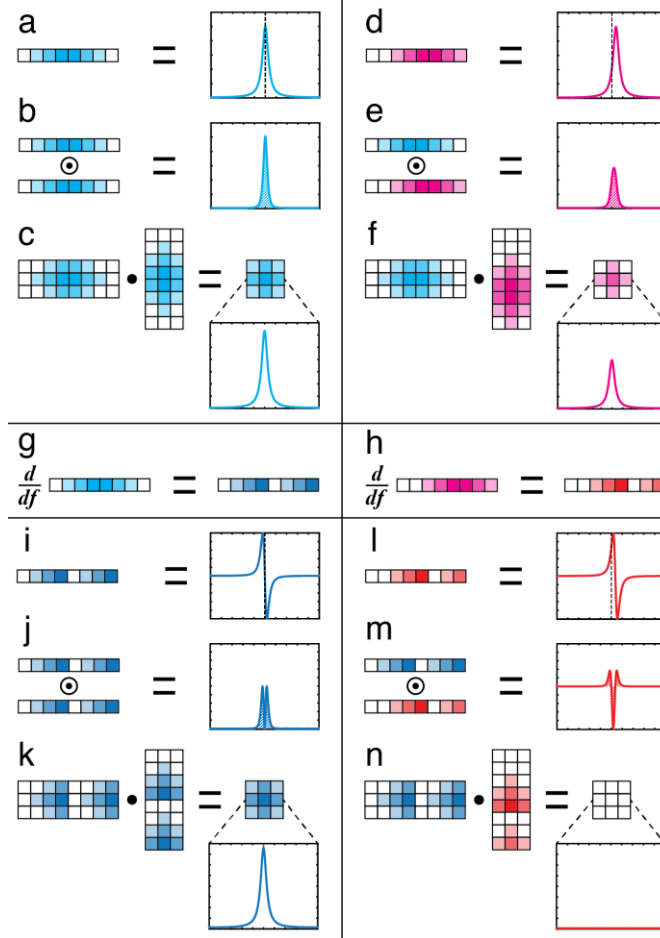 a
d
=
=
b
e
⊙
=
⊙
=
c
f
•
=
•
=
g
h
d
df
=
d
df
=
i
l
=
=
j
m
⊙
=
⊙
=
k
n
•
=
•
=